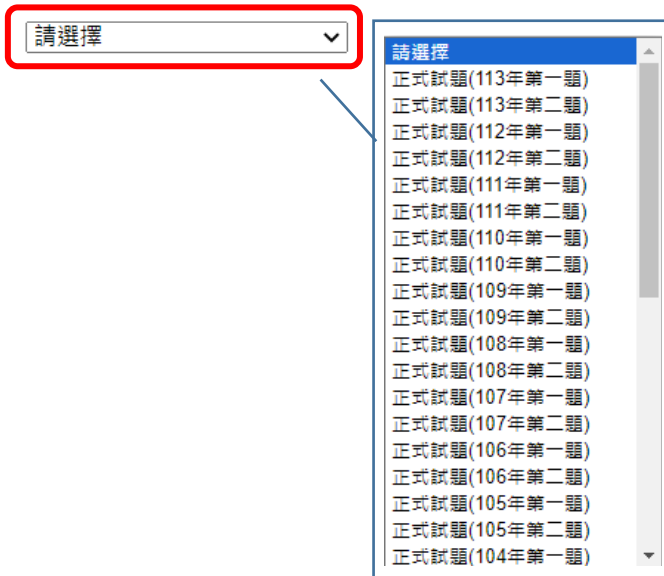 請選擇
請選擇
正式試題(113年第一題)
正式試題(113年第二題)
正式試題(112年第一題)
正式試題(112年第二題)
正式試題(111年第一題)
正式試題(111年第二題)
正式試題(110年第一題)
正式試題(110年第二題)
正式試題(109年第一題)
正式試題(109年第二題)
正式試題(108年第一題)
正式試題(108年第二題)
正式試題(107年第一題)
正式試題(107年第二題)
正式試題(106年第一題)
正式試題(106年第二題)
正式試題(105年第一題)
正式試題(105年第二題)
正式試題(104年第一題)